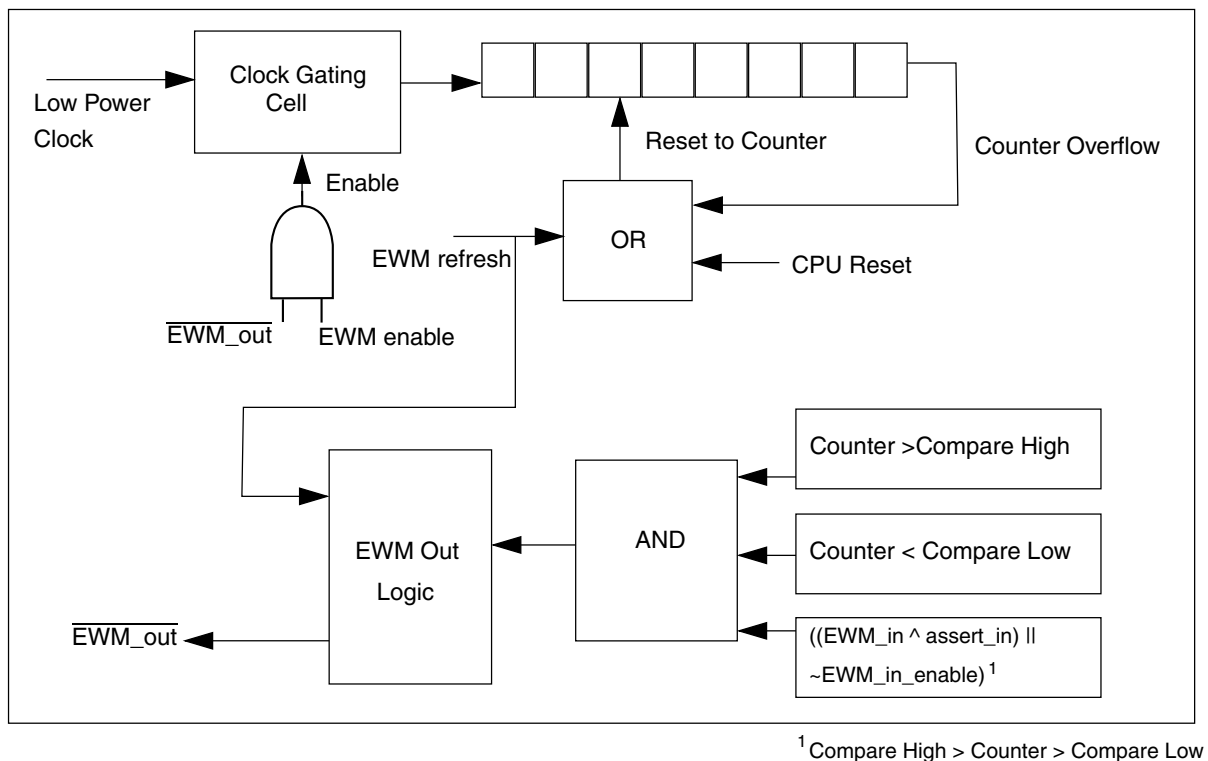 Low Power
Clock
Clock Gating
Cell
Enable
EWM_out
EWM enable
Reset to Counter
Counter Overflow
EWM refresh
OR
CPU Reset
Counter >Compare High
Counter < Compare Low
((EWM_in ^ assert_in) ||
~EWM_in_enable) 1
AND
EWM Out
Logic
EWM_out
1 Compare High > Counter > Compare Low